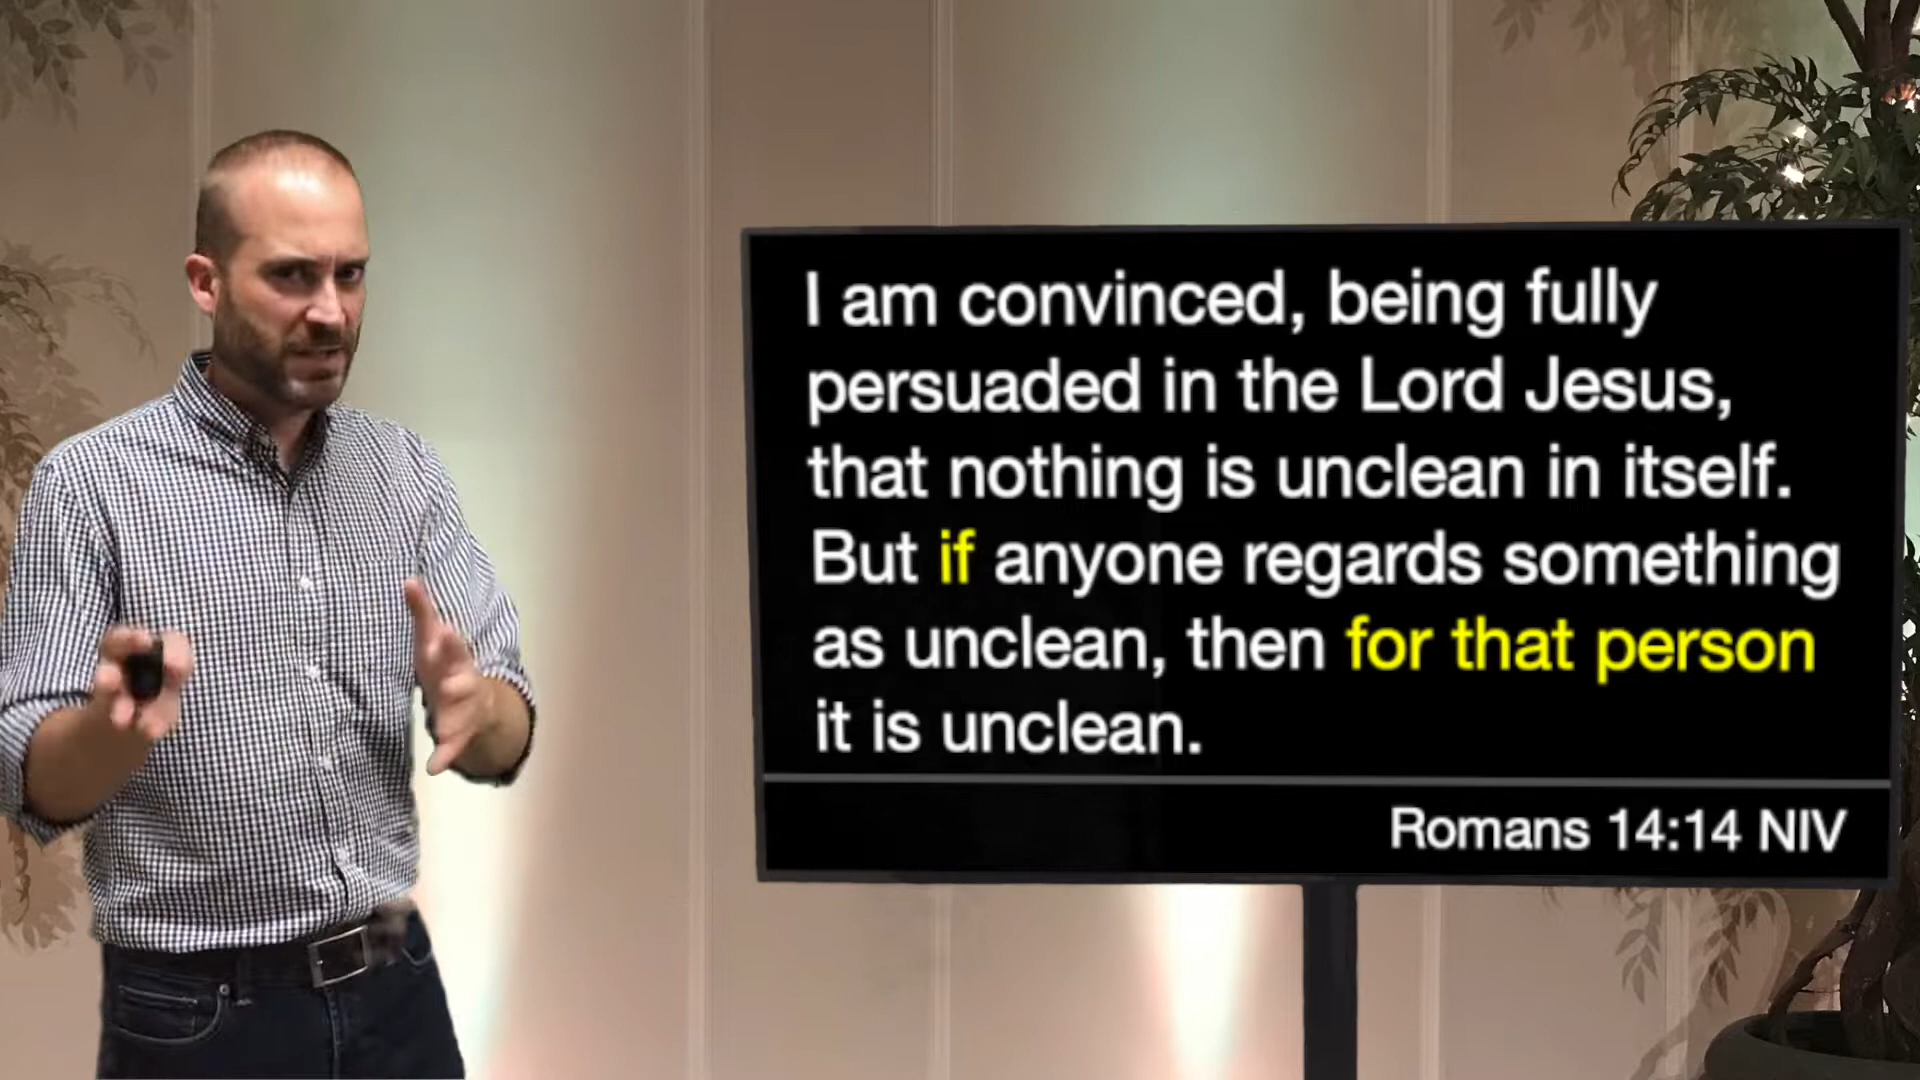 I am convinced, being fully
persuaded in the Lord Jesus,
that nothing is unclean in itself.
But if anyone regards something
as unclean, then for that person
it is unclean.
Romans 14:14 NIV